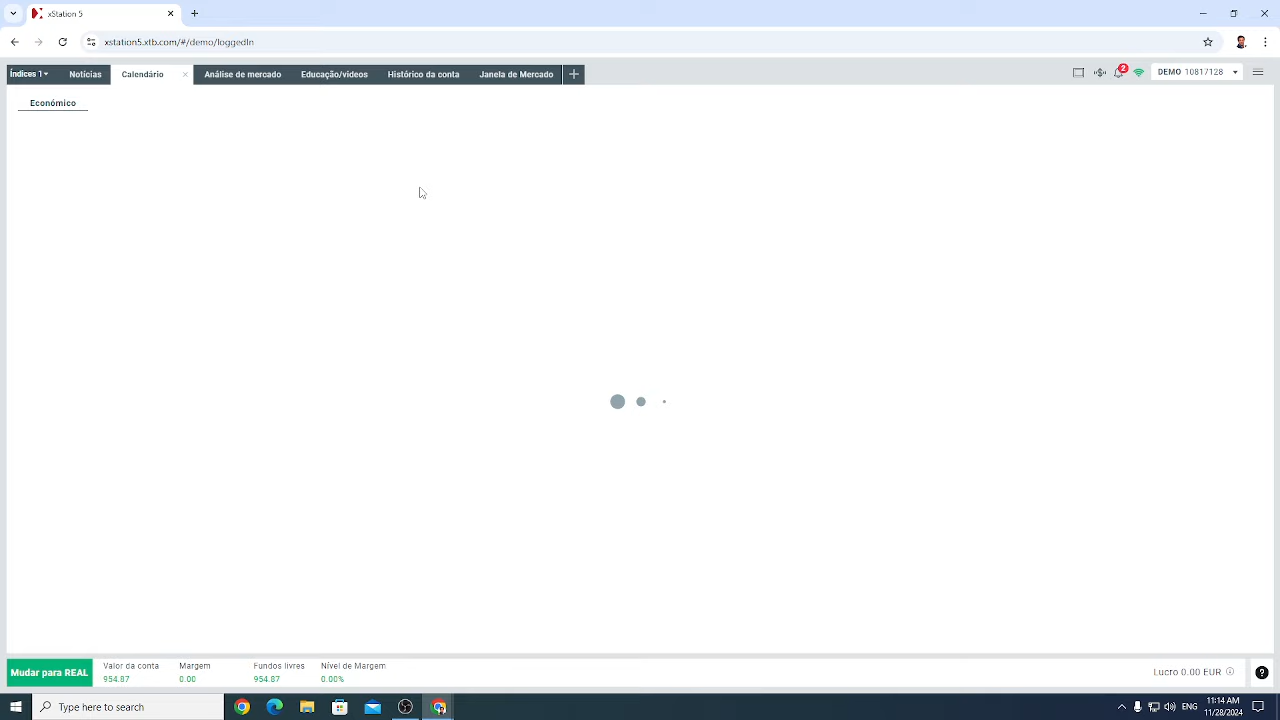 xStation 5
xstation5.xtb.com/#/demo/loggedIn
Índices 1
Notícias
Calendário
Análise de mercado
Educação/videos
Histórico da conta
Janela de Mercado
2
DEMO 10817128
Económico
Mudar para REAL
Valor da conta
954.87
Margem
0.00
Fundos livres
954.87
Nível de Margem
0.00%
Lucro 0.00 EUR
Type here to search
ENG
11:14 AM
11/28/2024